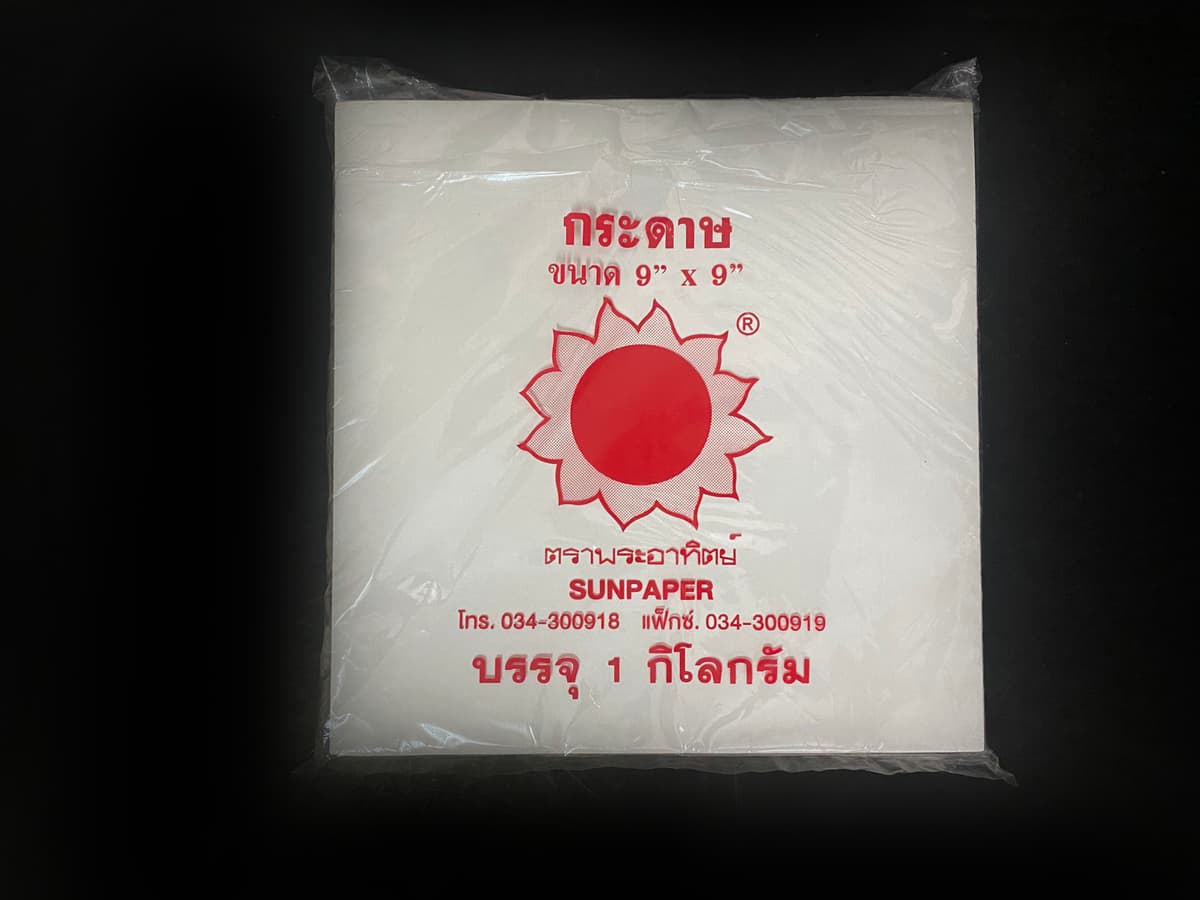 กระดาษ
ขนาด 9” x 9”
®
ตราพระอาทิตย์
SUNPAPER
โทร. 034-300918 แฟ็กซ์. 034-300919
บรรจุ 1 กิโลกรัม